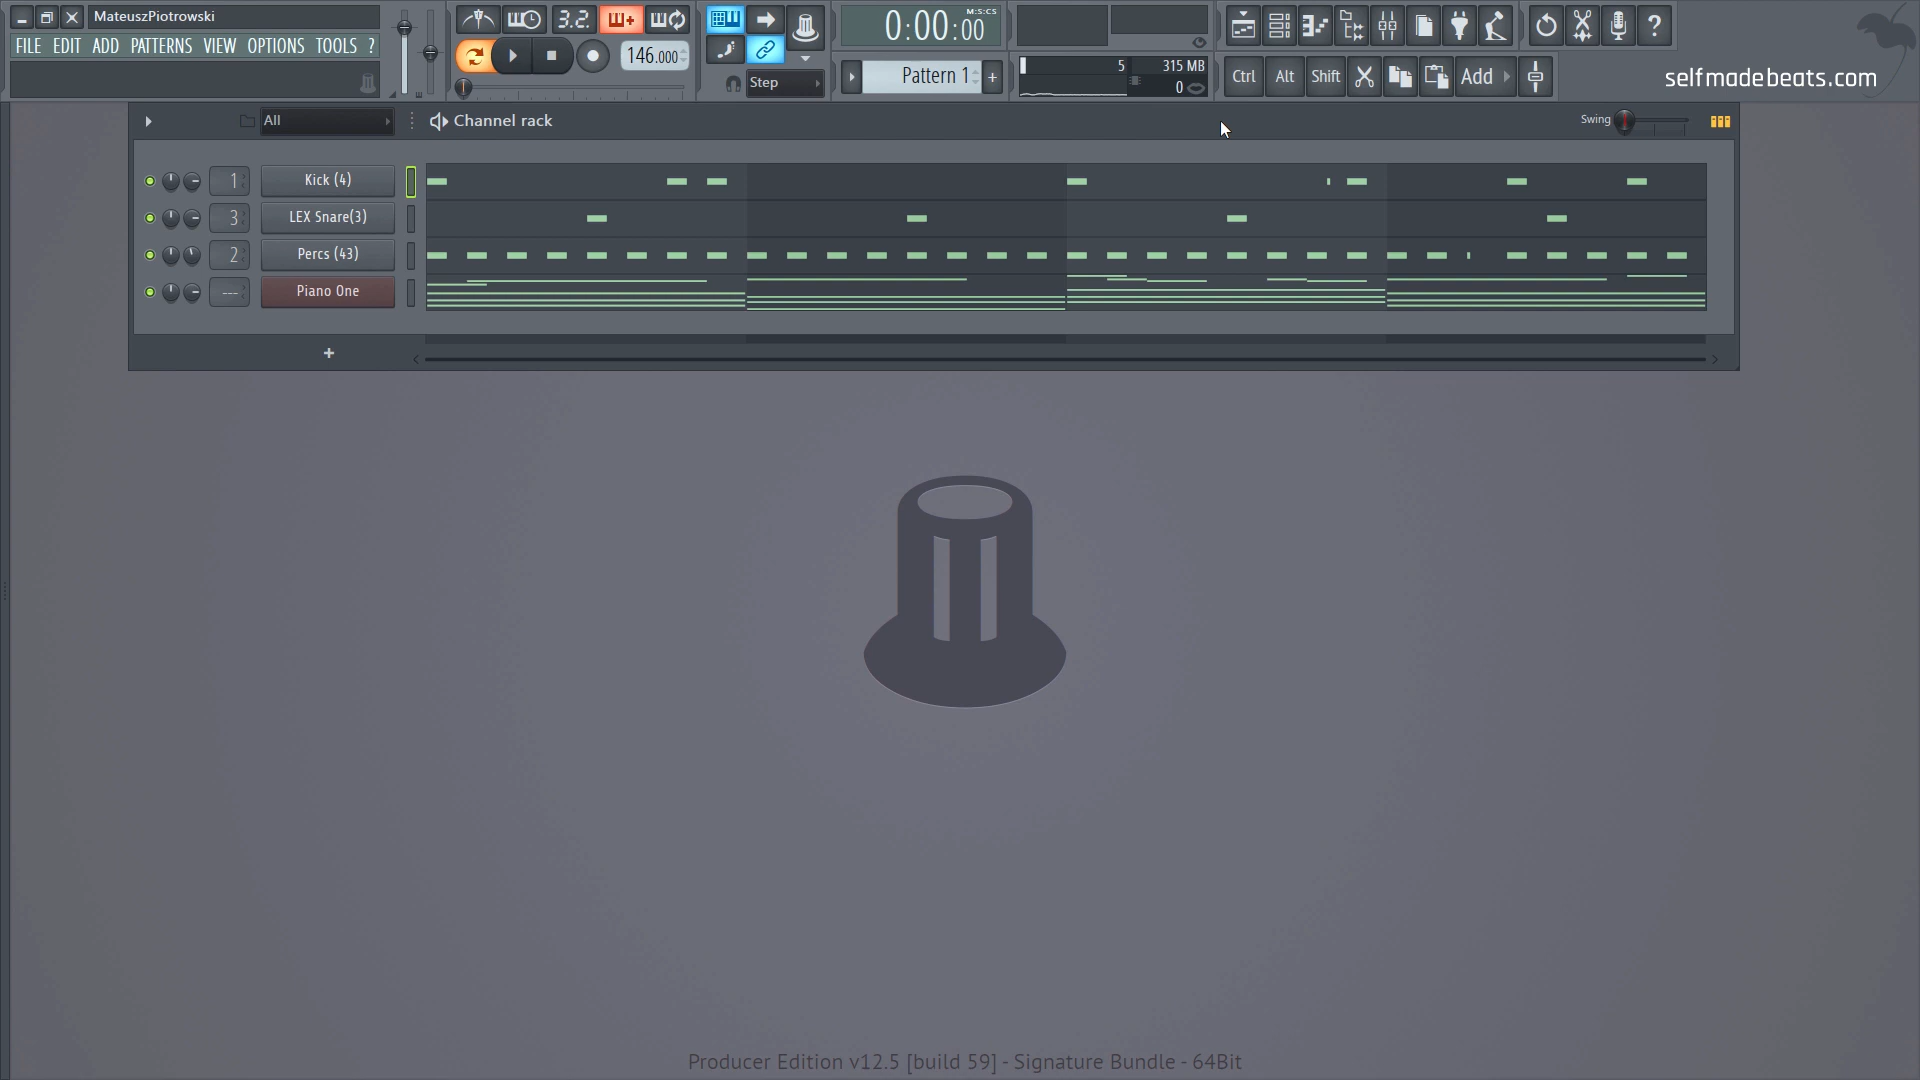 MateuszPiotrowski
FILE EDIT ADD PATTERNS VIEW OPTIONS TOOLS ?
3.2.
146.000
Step
M:S:CS
0:00:00
Pattern 1
+
5
315 MB
0
Ctrl
Alt
Shift
Add
?
selfmadebeats.com
All
Channel rack
Swing
1
Kick (4)
3
LEX Snare(3)
2
Percs (43)
---
Piano One
+
Producer Edition v12.5 [build 59] - Signature Bundle - 64Bit